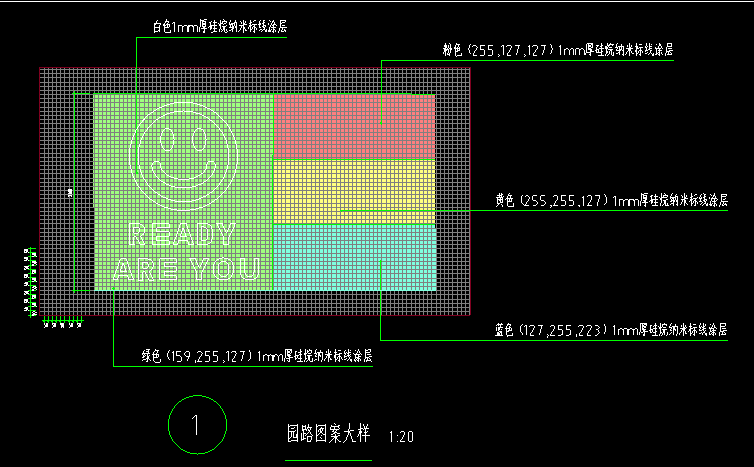 白色1mm厚硅烷纳米标线涂层
粉色（255,127,127）1mm厚硅烷纳米标线涂层
READY
ARE YOU
黄色（255,255,127）1mm厚硅烷纳米标线涂层
蓝色（127,255,223）1mm厚硅烷纳米标线涂层
绿色（159,255,127）1mm厚硅烷纳米标线涂层
1
园路图案大样 1:20